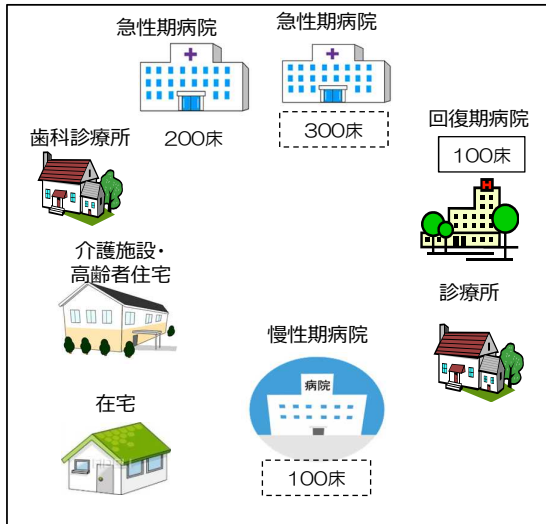 急性期病院
急性期病院
200床
300床
回復期病院
100床
歯科診療所
介護施設・
高齢者住宅
診療所
慢性期病院
病院
100床
在宅
H